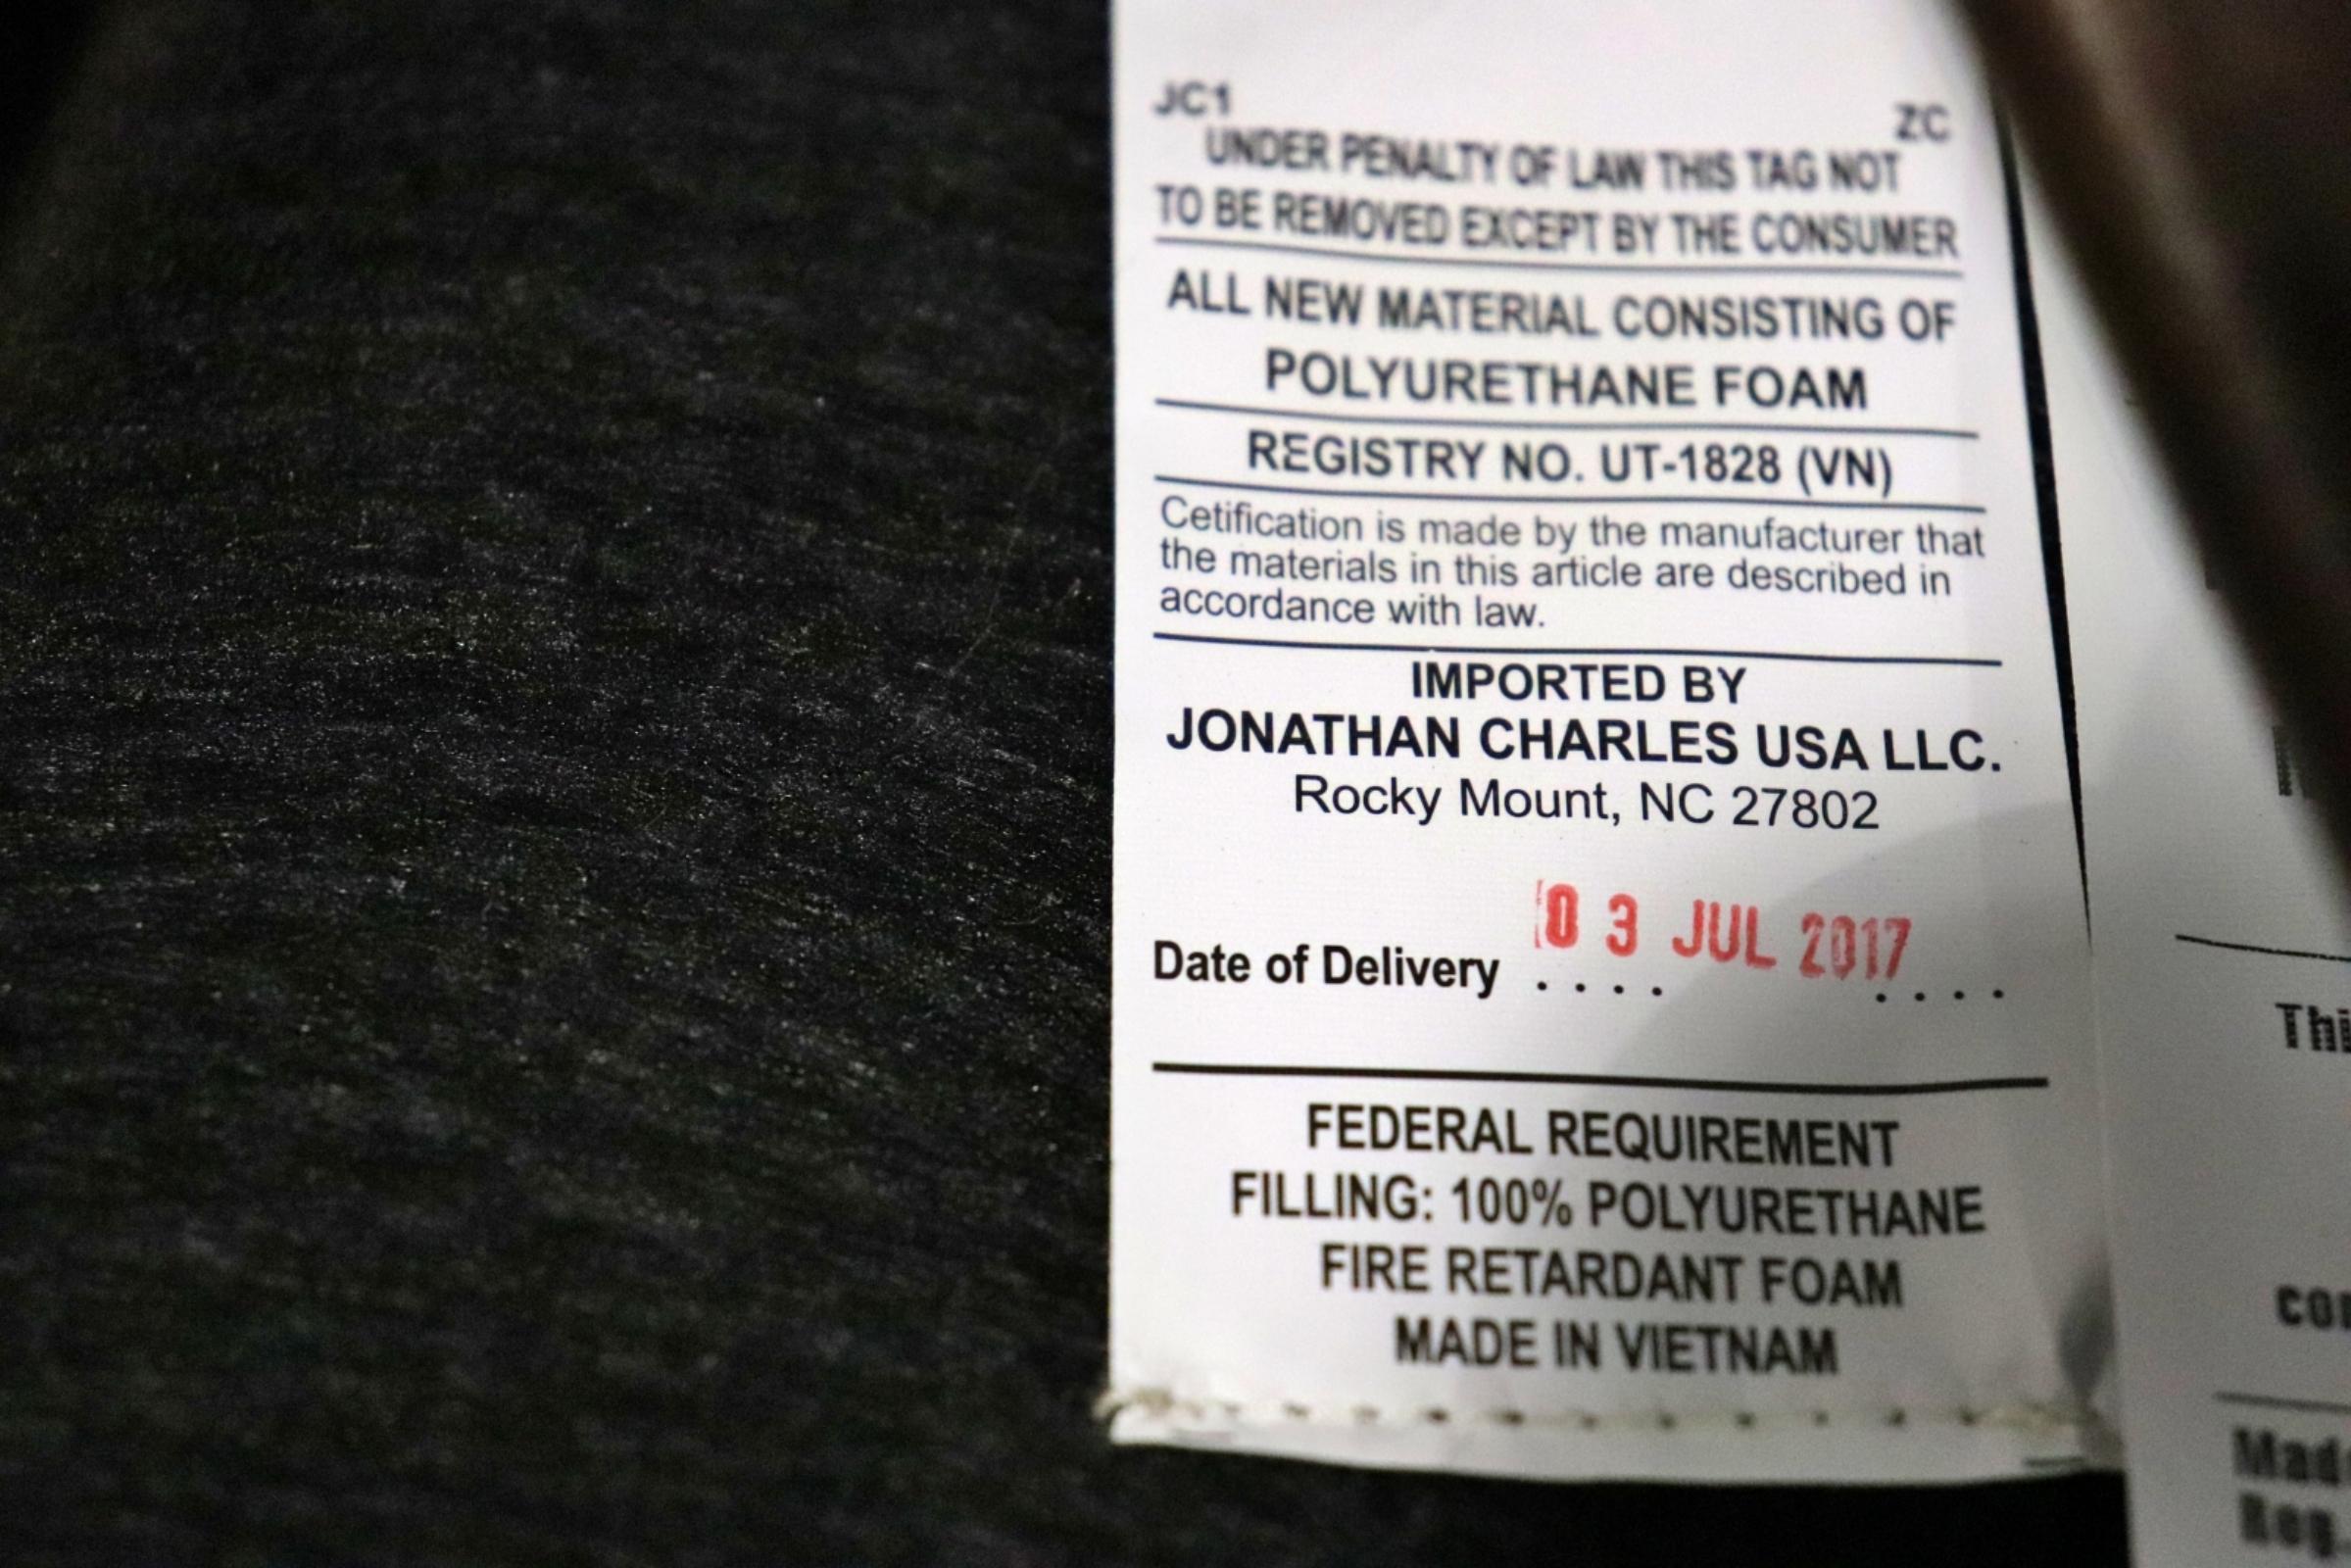 JC1
ZC
UNDER PENALTY OF LAW THIS TAG NOT
TO BE REMOVED EXCEPT BY THE CONSUMER
ALL NEW MATERIAL CONSISTING OF
POLYURETHANE FOAM
REGISTRY NO. UT-1828 (VN)
Cetification is made by the manufacturer that
the materials in this article are described in
accordance with law.
IMPORTED BY
JONATHAN CHARLES USA LLC.
Rocky Mount, NC 27802
Date of Delivery .... 03 JUL 2017 ....
FEDERAL REQUIREMENT
FILLING: 100% POLYURETHANE
FIRE RETARDANT FOAM
MADE IN VIETNAM